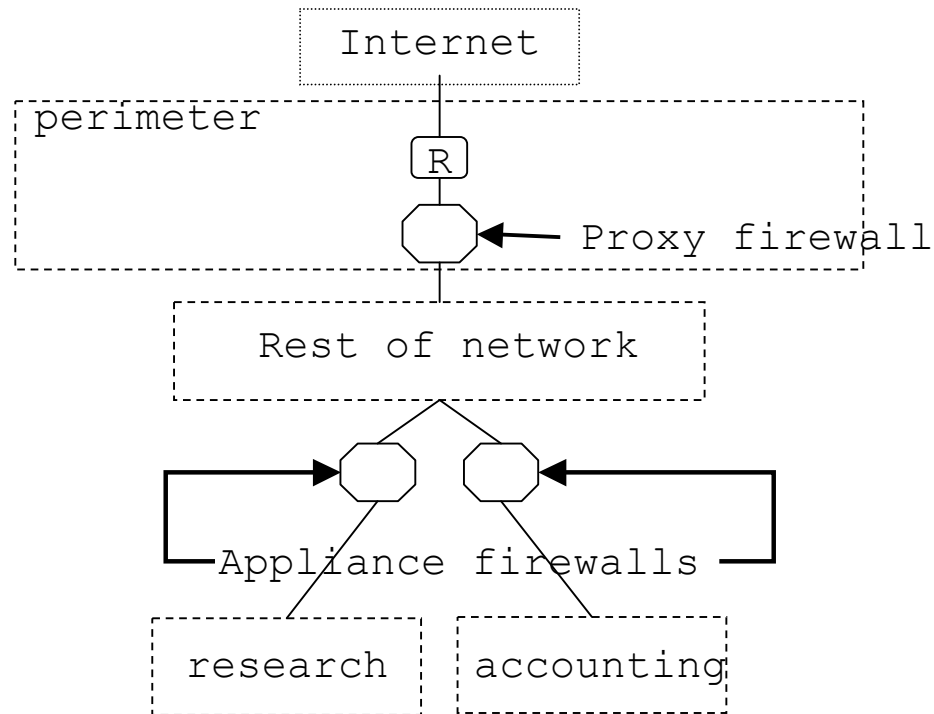 Internet
perimeter
R
Proxy firewall
Rest of network
Appliance firewalls
research
accounting